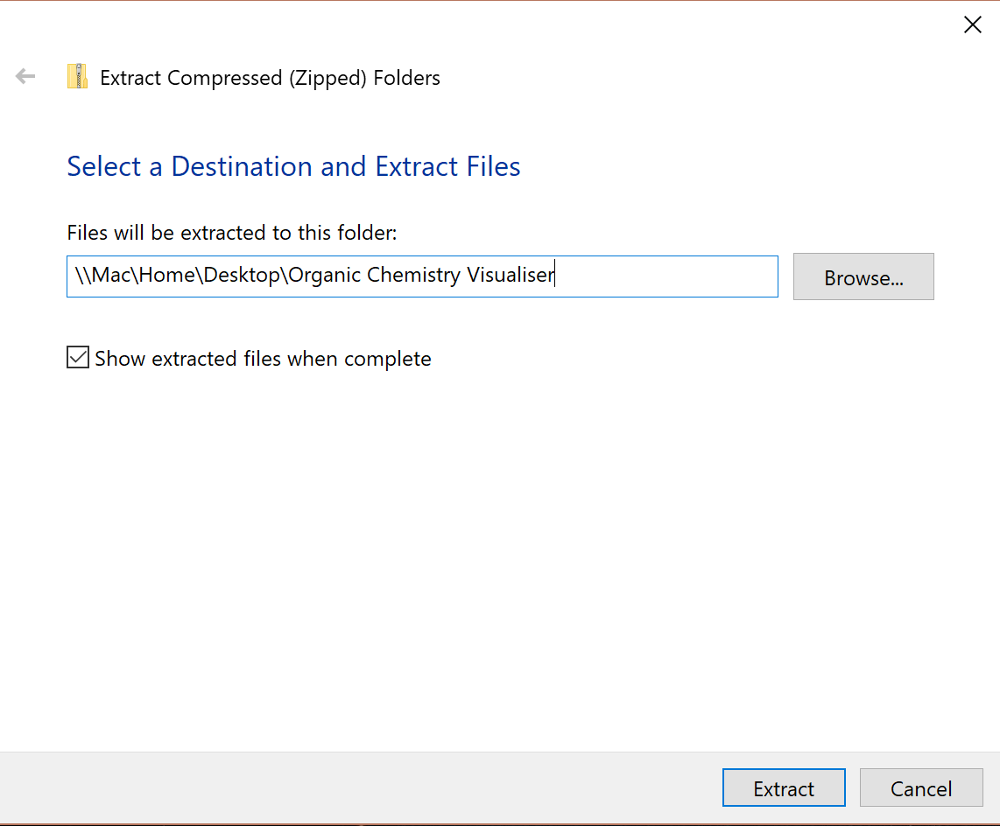 Extract Compressed (Zipped) Folders
Select a Destination and Extract Files
Files will be extracted to this folder:
\\Mac\Home\Desktop\Organic Chemistry Visualiser
Browse...
Show extracted files when complete
Extract
Cancel